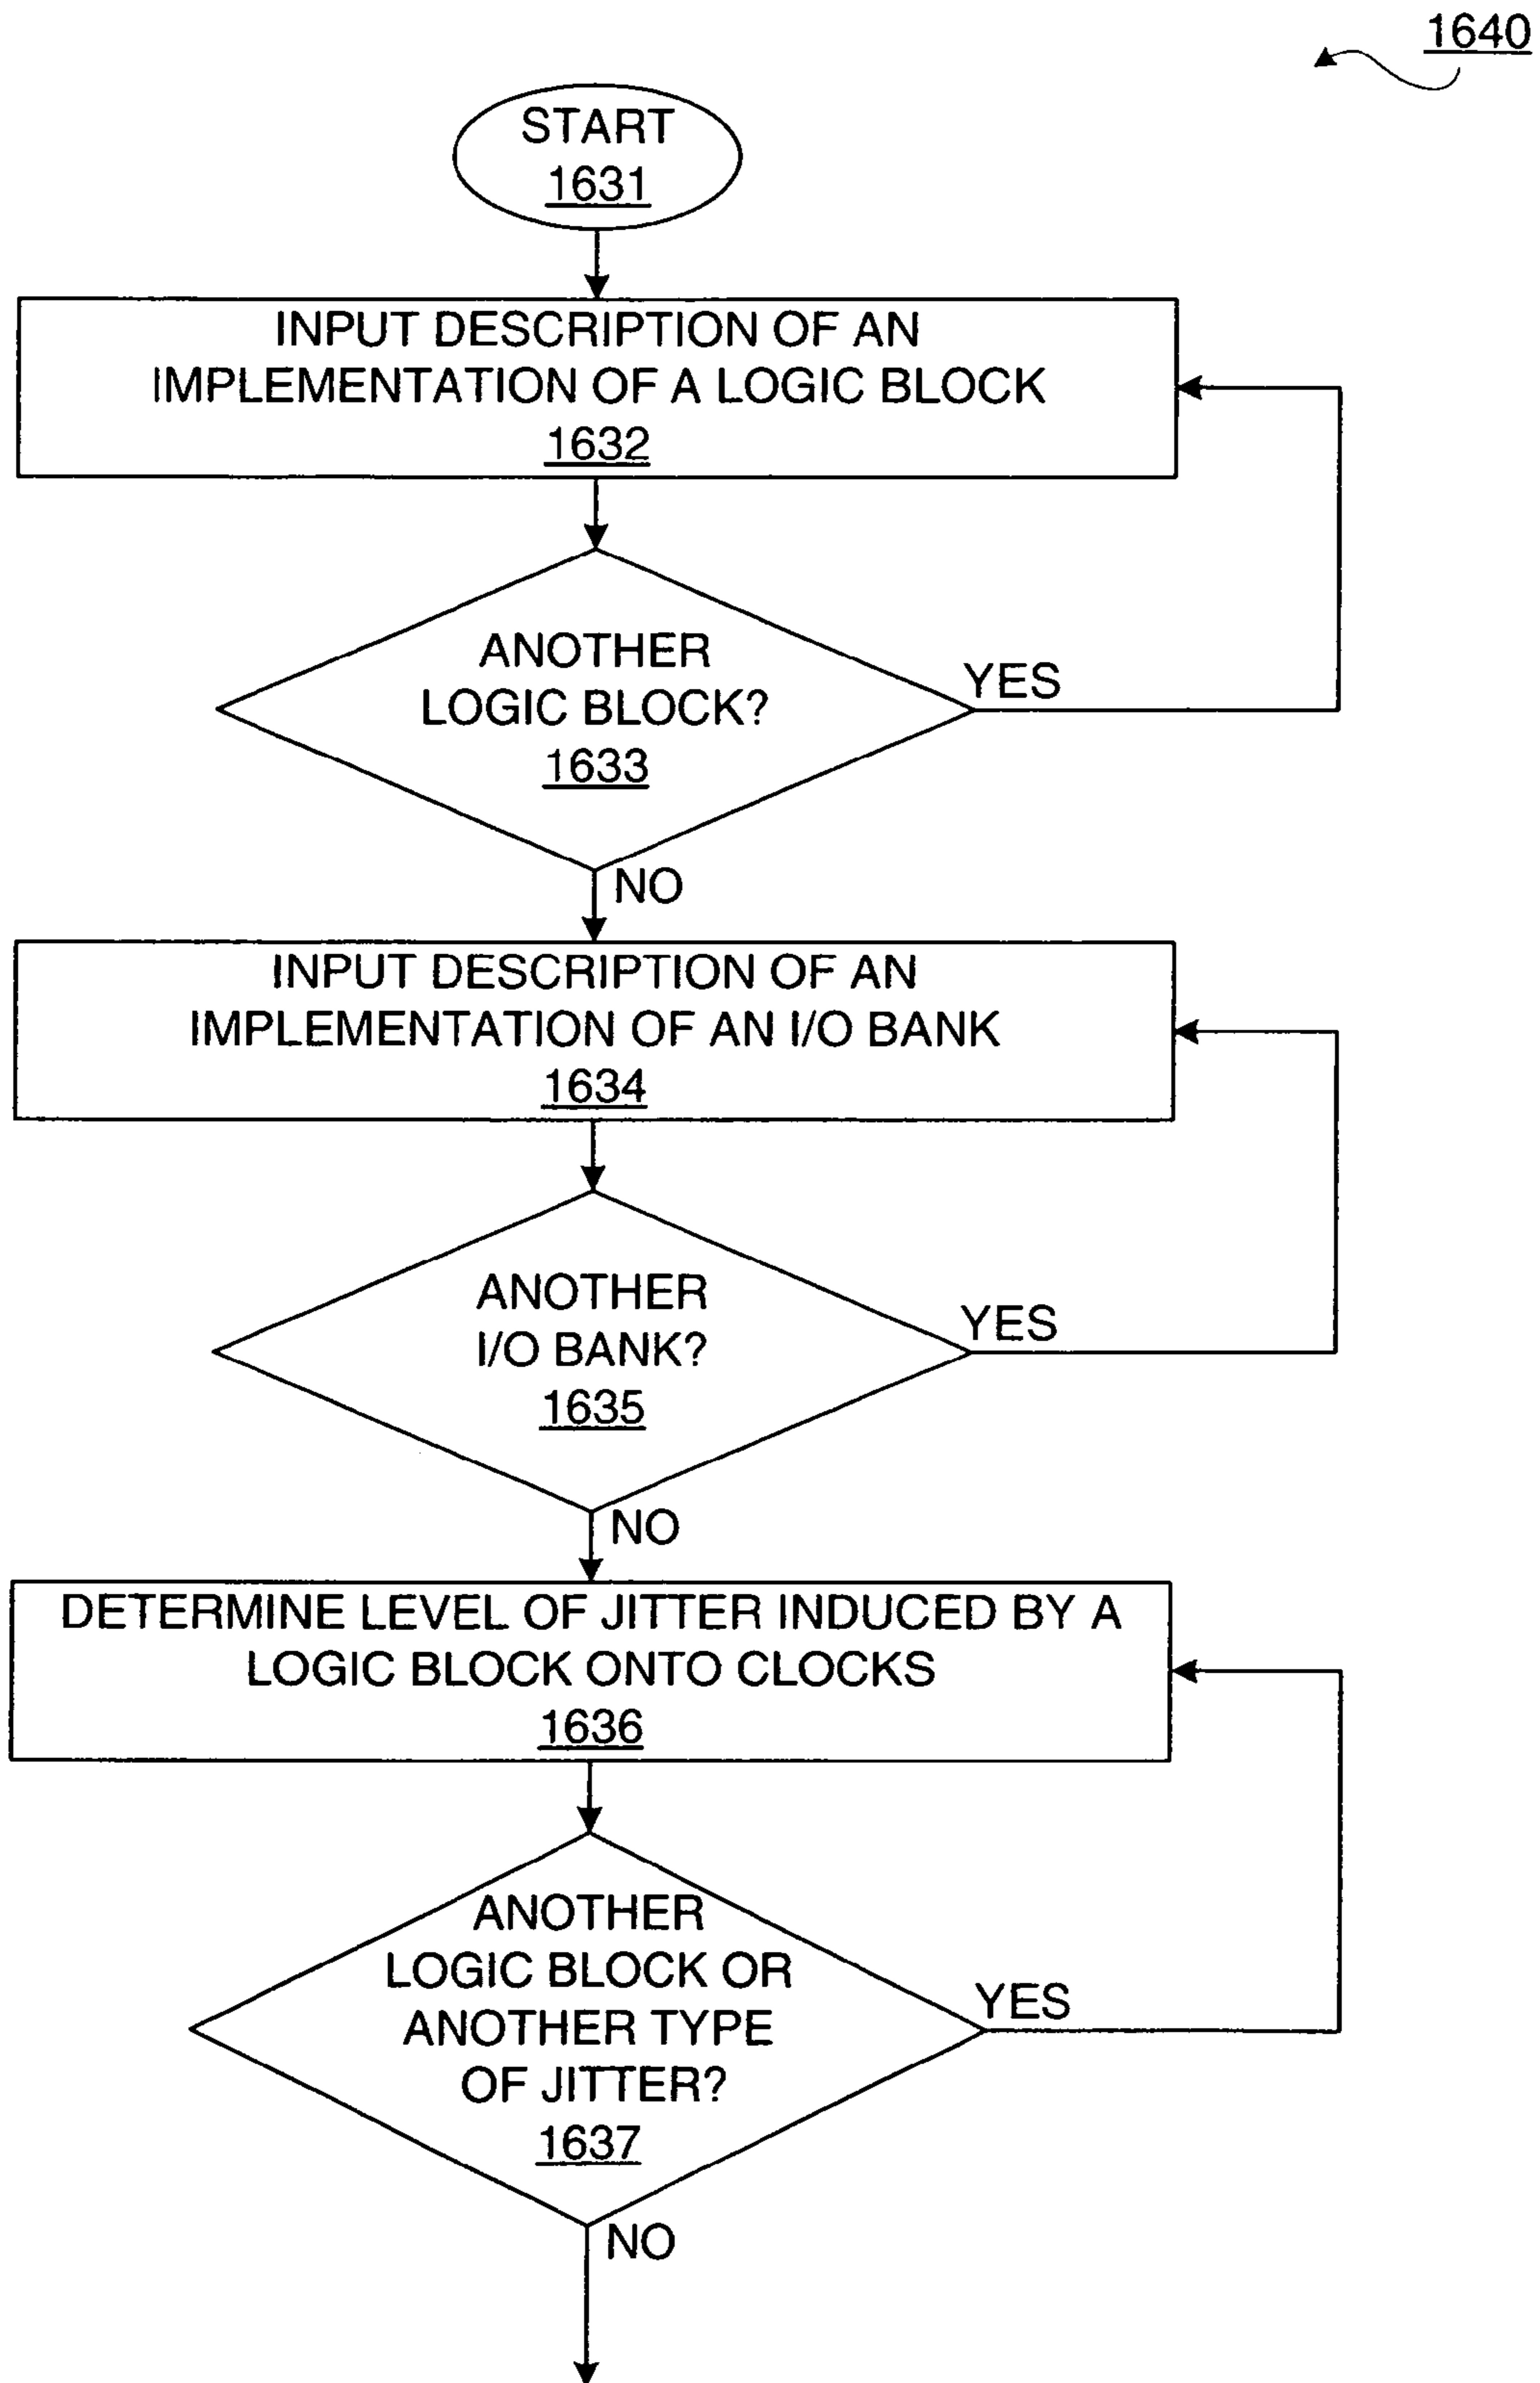 1640
START
1631
INPUT DESCRIPTION OF AN
IMPLEMENTATION OF A LOGIC BLOCK
1632
ANOTHER
LOGIC BLOCK?
1633
YES
NO
INPUT DESCRIPTION OF AN
IMPLEMENTATION OF AN I/O BANK
1634
ANOTHER
I/O BANK?
1635
YES
NO
DETERMINE LEVEL OF JITTER INDUCED BY A
LOGIC BLOCK ONTO CLOCKS
1636
ANOTHER
LOGIC BLOCK OR
ANOTHER TYPE
OF JITTER?
1637
YES
NO